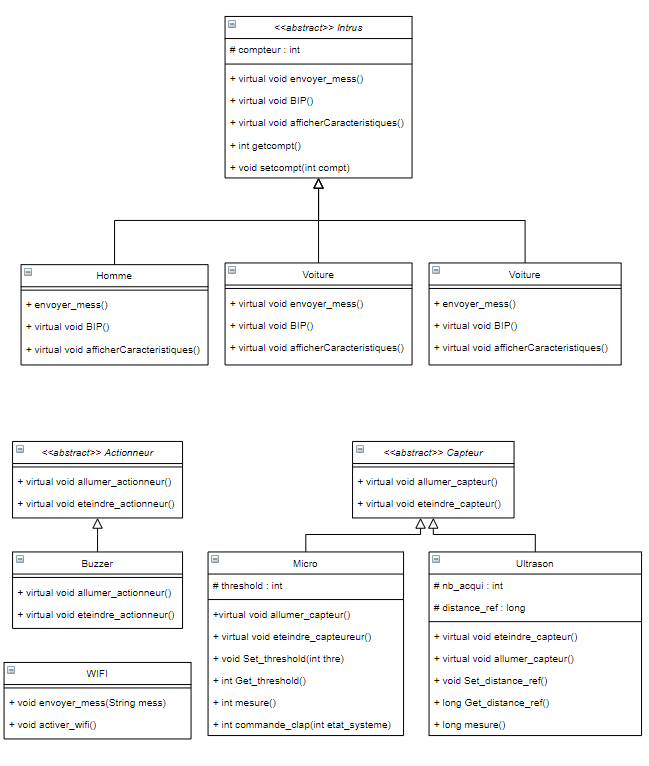 <<abstract>> Intrus
# compteur : int
+ virtual void envoyer_mess()
+ virtual void BIP()
+ virtual void afficherCaracteristiques()
+ int getcompt()
+ void setcompt(int compt)
Homme
+ envoyer_mess()
+ virtual void BIP()
+ virtual void afficherCaracteristiques()
Voiture
+ virtual void envoyer_mess()
+ virtual void BIP()
+ virtual void afficherCaracteristiques()
Voiture
+ envoyer_mess()
+ virtual void BIP()
+ virtual void afficherCaracteristiques()
<<abstract>> Actionneur
+ virtual void allumer_actionneur()
+ virtual void eteindre_actionneur()
<<abstract>> Capteur
+ virtual void allumer_capteur()
+ virtual void eteindre_capteur()
Buzzer
+ virtual void allumer_actionneur()
+ virtual void eteindre_actionneur()
Micro
# threshold : int
+virtual void allumer_capteur()
+ virtual void eteindre_capteureur()
+ void Set_threshold(int thre)
+ int Get_threshold()
+ int mesure()
+ int commande_clap(int etat_systeme)
Ultrason
# nb_acqui : int
# distance_ref : long
+ virtual void eteindre_capteur()
+ virtual void allumer_capteur()
+ void Set_distance_ref()
+ long Get_distance_ref()
+ long mesure()
WIFI
+ void envoyer_mess(String mess)
+ void activer_wifi()